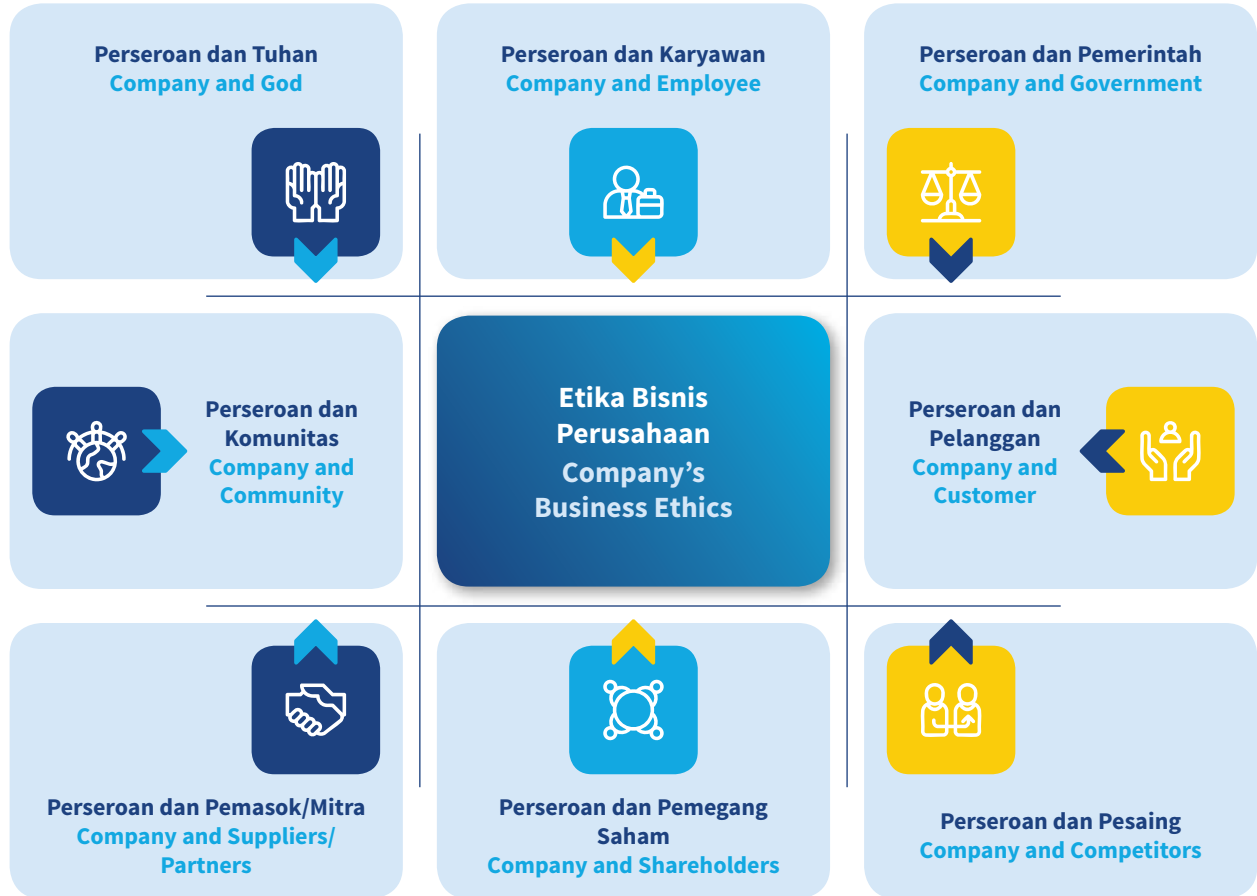 Perseroan dan Tuhan
Company and God
Perseroan dan Karyawan
Company and Employee
Perseroan dan Pemerintah
Company and Government
Perseroan dan
Komunitas
Company and
Community
Etika Bisnis
Perusahaan
Company’s
Business Ethics
Perseroan dan
Pelanggan
Company and
Customer
Perseroan dan Pemasok/Mitra
Company and Suppliers/
Partners
Perseroan dan Pemegang
Saham
Company and Shareholders
Perseroan dan Pesaing
Company and Competitors